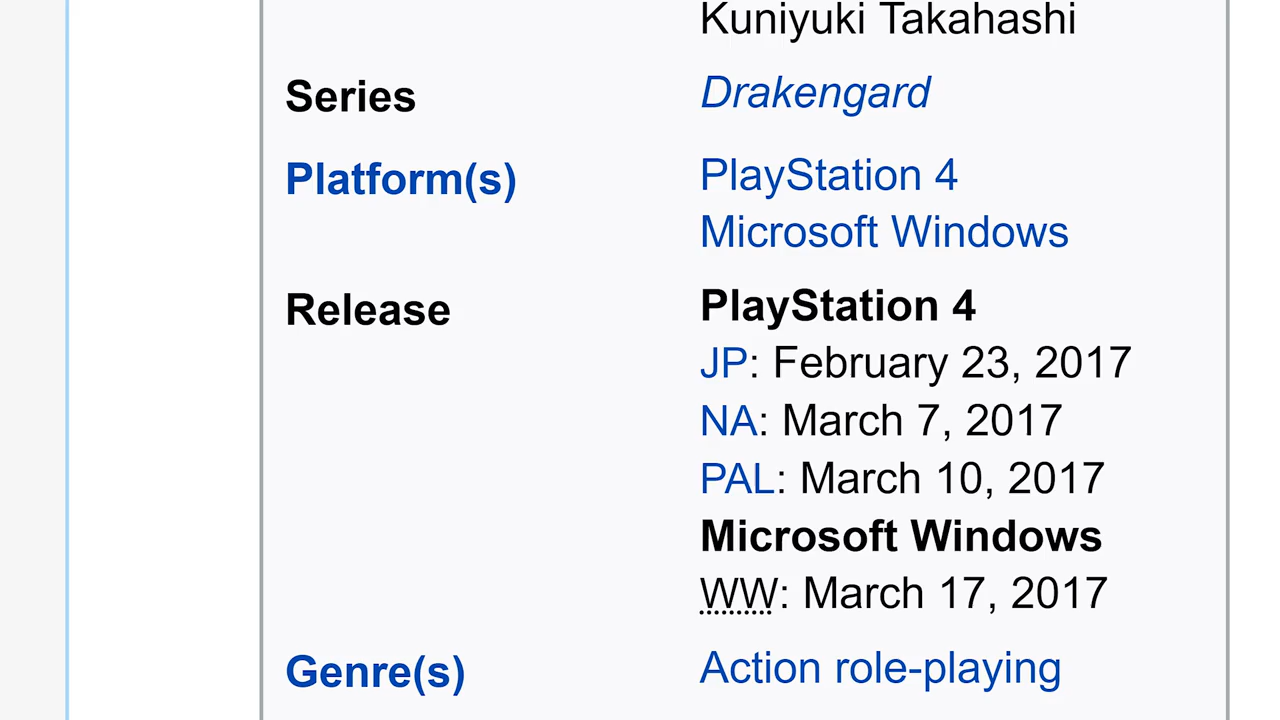 Kuniyuki Takahashi
Series Drakengard
Platform(s) PlayStation 4
Microsoft Windows
Release PlayStation 4
JP: February 23, 2017
NA: March 7, 2017
PAL: March 10, 2017
Microsoft Windows
WW: March 17, 2017
Genre(s) Action role-playing